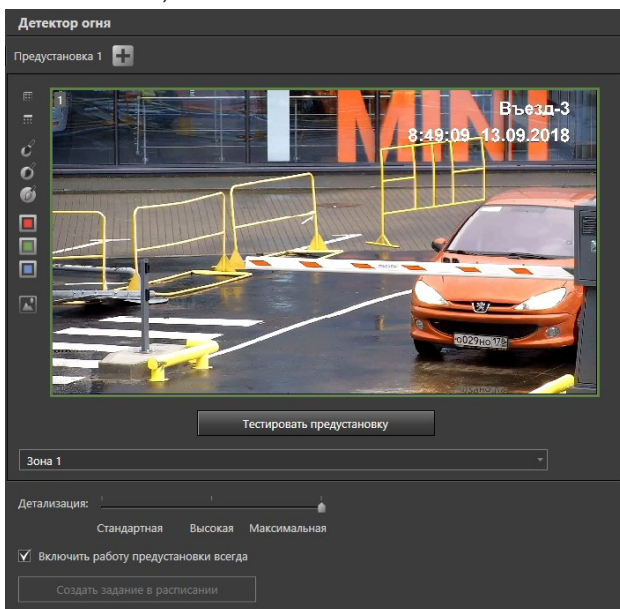 Детектор огня
Предустановка 1
1
MINI
Въезд-3
8:49:09 13.09.2018
О029НО 178
Тестировать предустановку
Зона 1
Детализация:
Стандартная Высокая Максимальная
Включить работу предустановки всегда
Создать задание в расписании